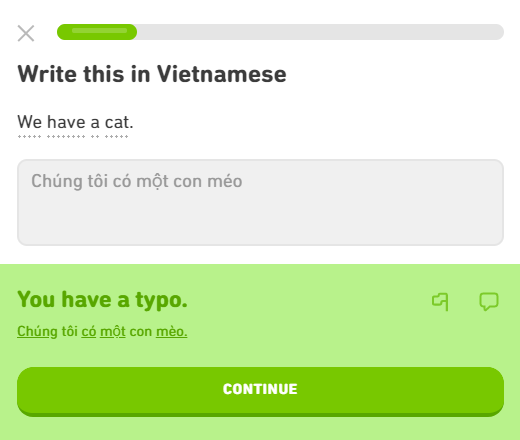 Write this in Vietnamese
We have a cat.
Chúng tôi có một con méo
You have a typo.
Chúng tôi có một con mèo.
CONTINUE